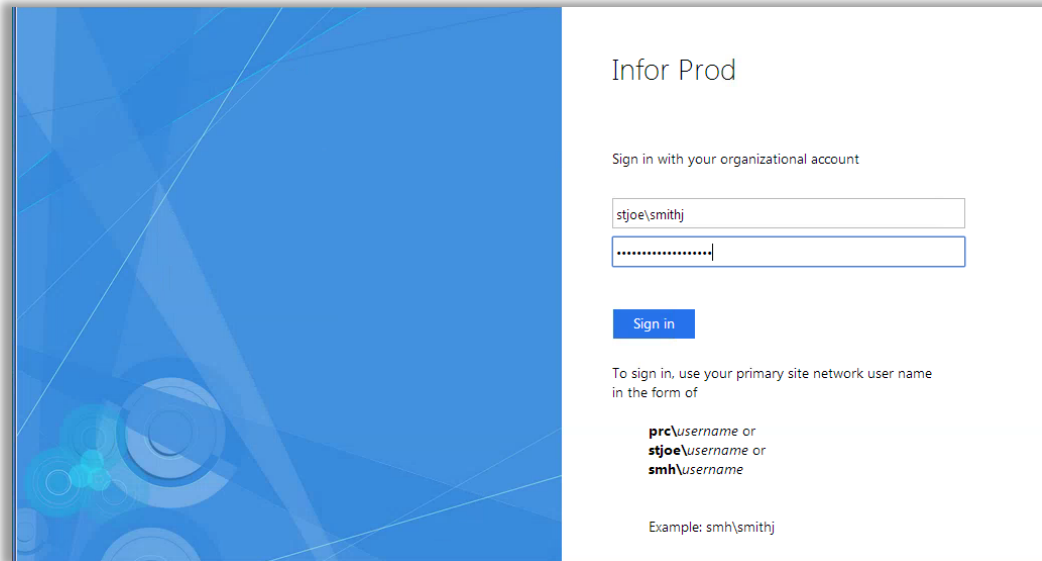 Infor Prod
Sign in with your organizational account
stjoe\smithj
•••••••••••••••••••
Sign in
To sign in, use your primary site network user name
in the form of
prc\username or
stjoe\username or
smh\username
Example: smh\smithj